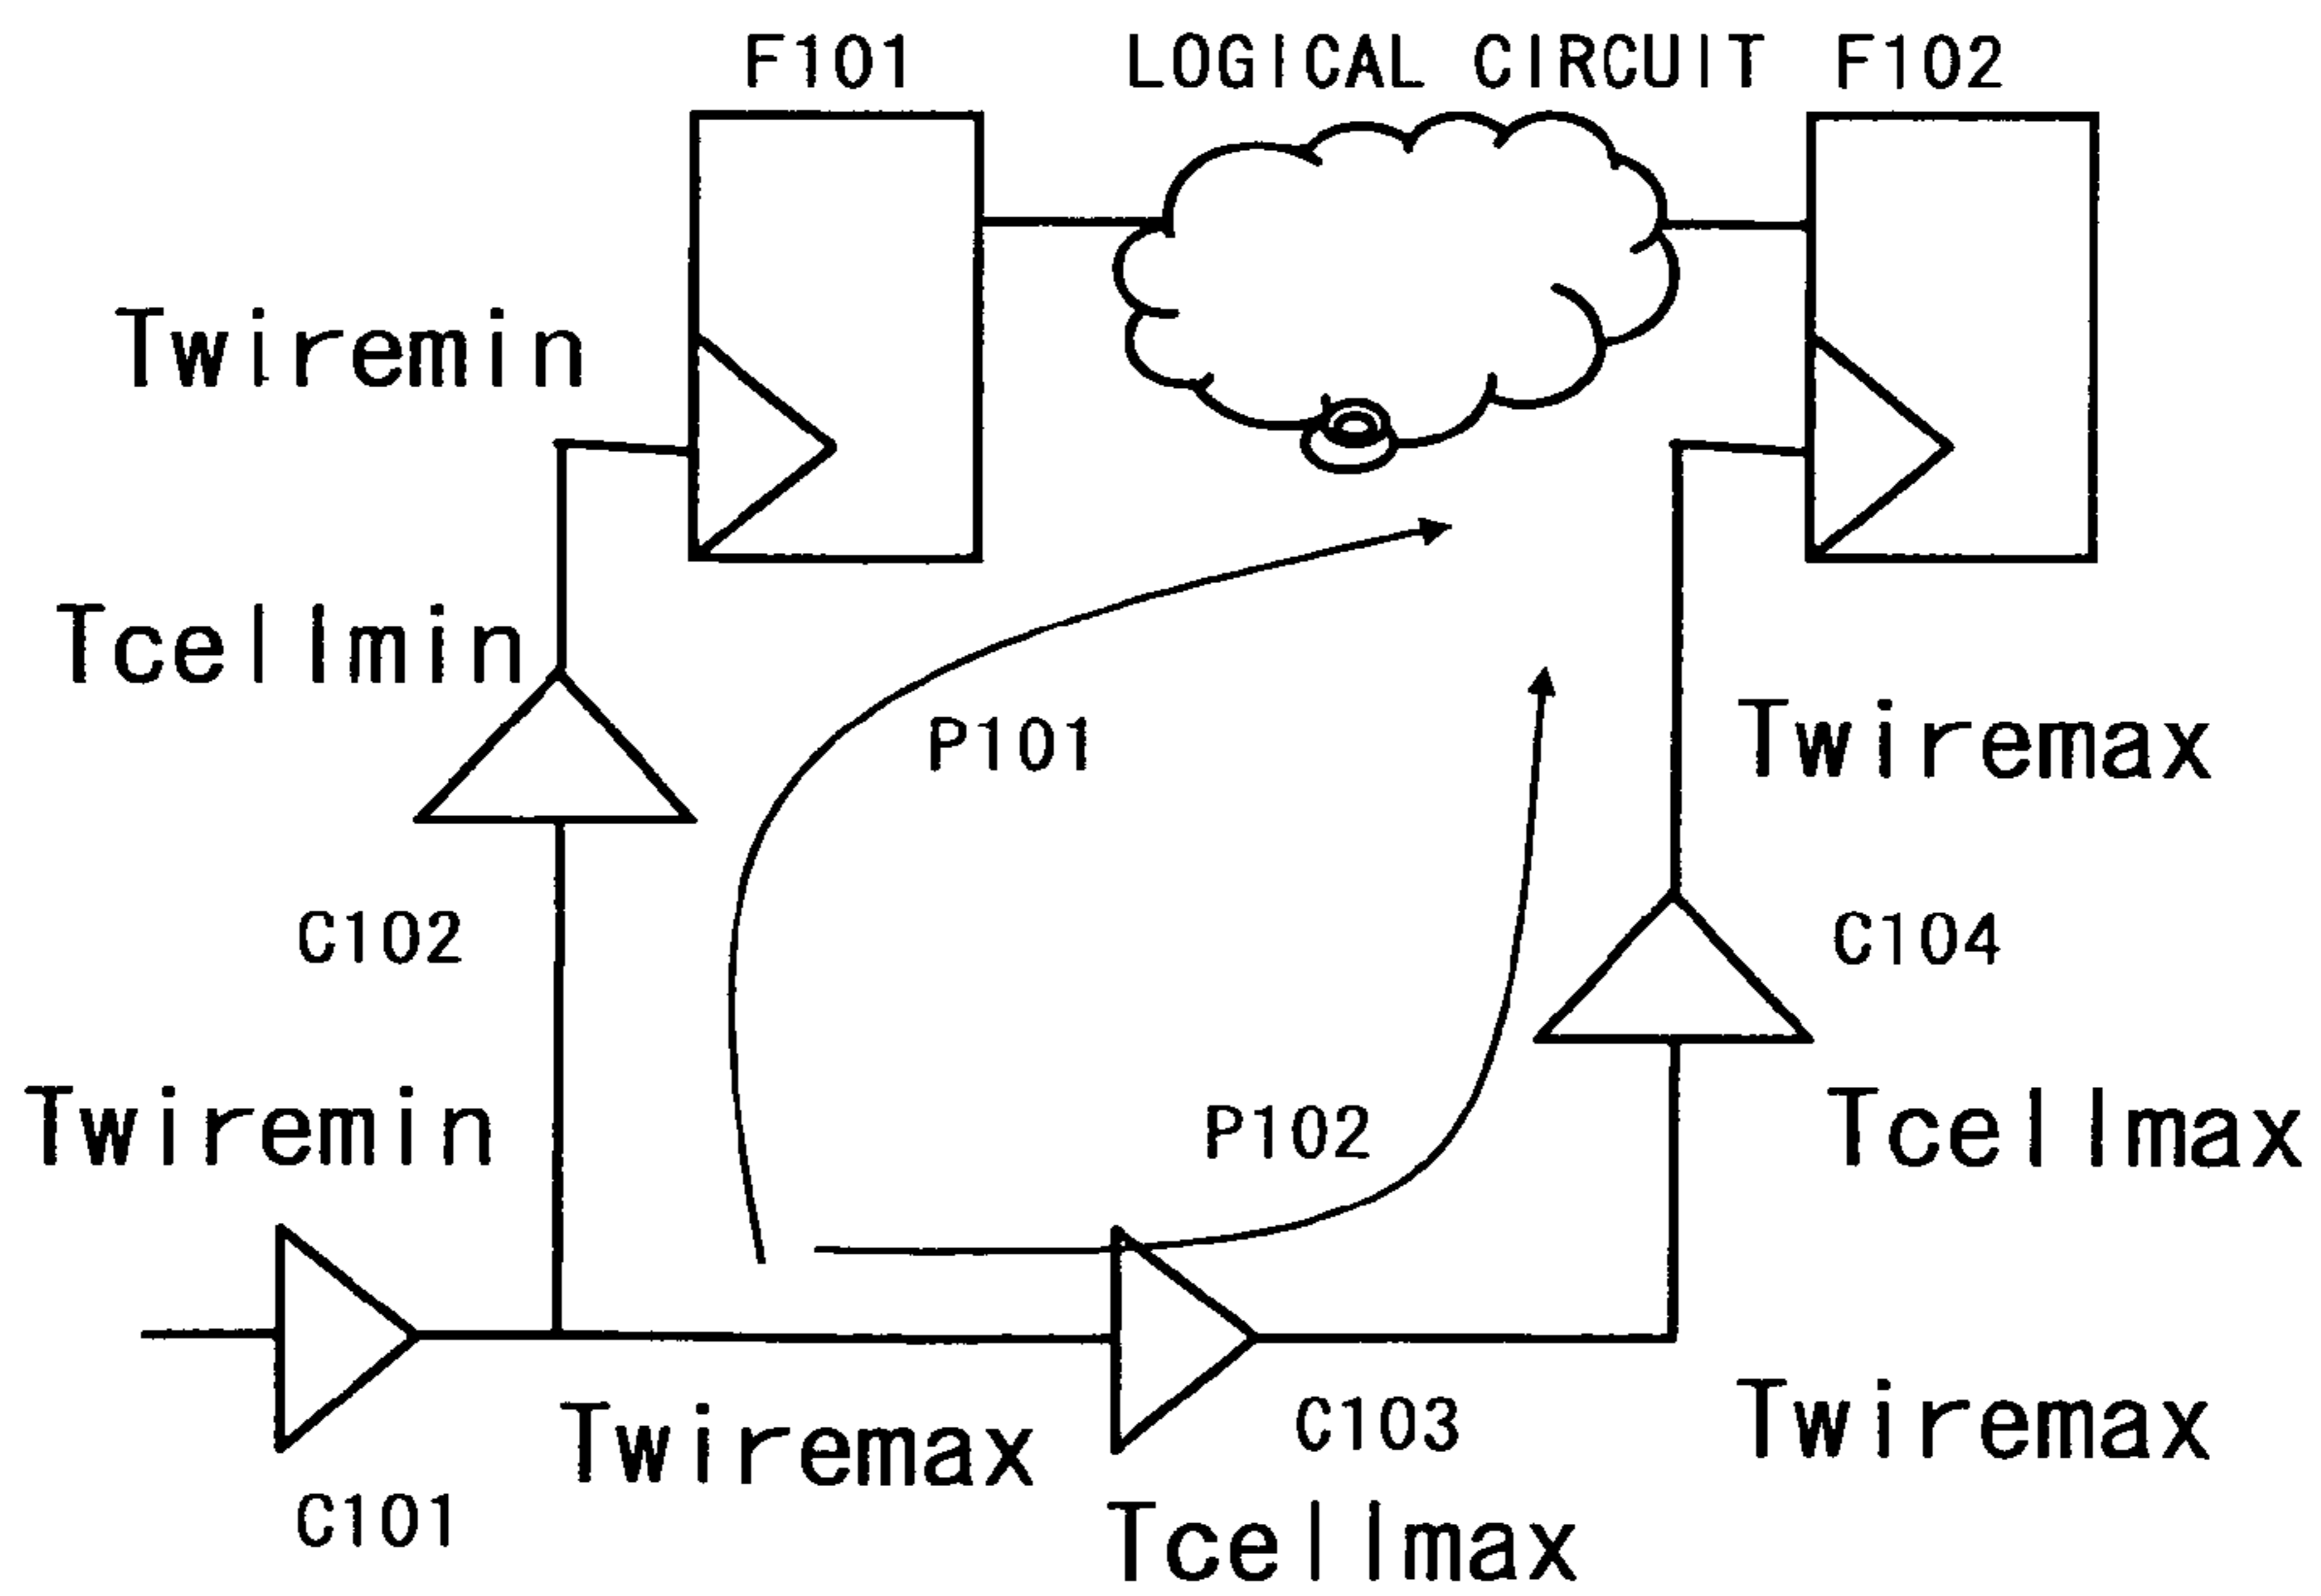 F101
LOGICAL CIRCUIT
F102
Twiremin
Tcellmin
P101
Twiremax
C102
C104
Twiremin
P102
Tcellmax
Twiremax
C103
Twiremax
C101
Tcellmax